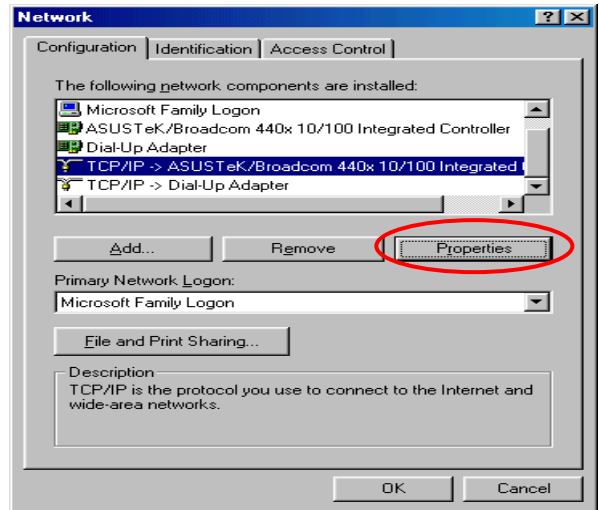 Network
Configuration Identification Access Control
The following network components are installed:
Microsoft Family Logon
ASUSTeK/Broadcom 440x 10/100 Integrated Controller
Dial-Up Adapter
TCP/IP -> ASUSTeK/Broadcom 440x 10/100 Integrated
TCP/IP -> Dial-Up Adapter
Add... Remove Properties
Primary Network Logon:
Microsoft Family Logon
File and Print Sharing...
Description
TCP/IP is the protocol you use to connect to the Internet and
wide-area networks.
OK Cancel